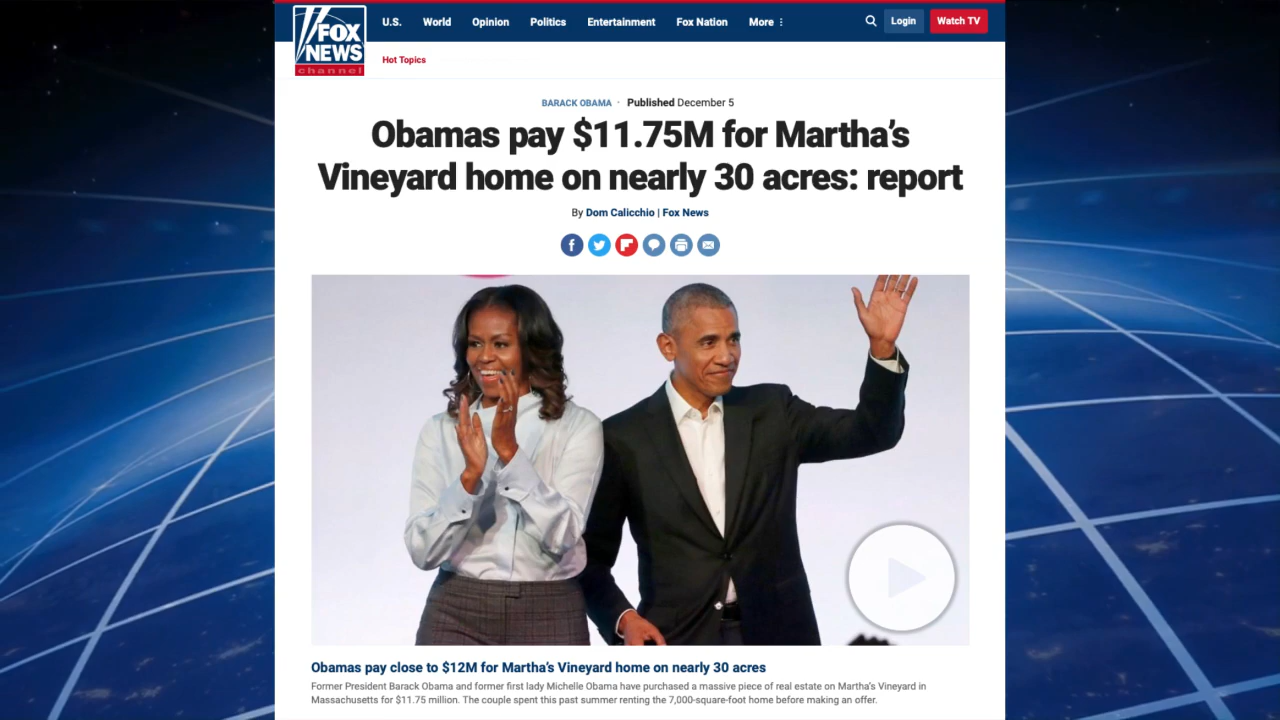 FOX
NEWS
channel
U.S. World Opinion Politics Entertainment Fox Nation More Login Watch TV
Hot Topics
BARACK OBAMA · Published December 5
Obamas pay $11.75M for Martha's
Vineyard home on nearly 30 acres: report
By Dom Calicchio | Fox News
Obamas pay close to $12M for Martha's Vineyard home on nearly 30 acres
Former President Barack Obama and former first lady Michelle Obama have purchased a massive piece of real estate on Martha's Vineyard in
Massachusetts for $11.75 million. The couple spent this past summer renting the 7,000-square-foot home before making an offer.